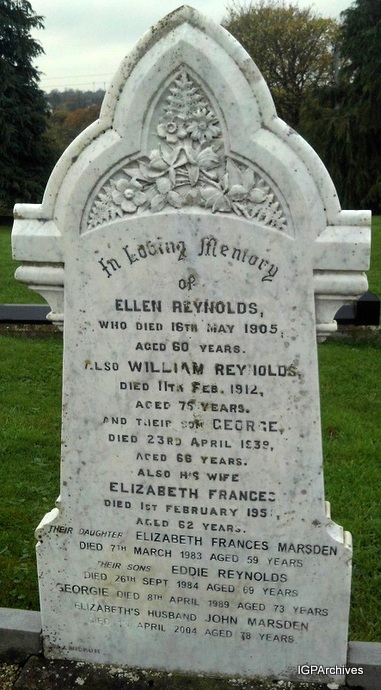 In Loving Memory
of
ELLEN REYNOLDS,
WHO DIED 16TH MAY 1905,
AGED 60 YEARS.
ALSO WILLIAM REYNOLDS,
DIED 11TH FEB. 1912,
AGED 75 YEARS.
AND THEIR SON GEORGE,
DIED 23RD APRIL 1939,
AGED 66 YEARS.
ALSO HIS WIFE
ELIZABETH FRANCES
DIED 1ST FEBRUARY
AGED 62 YEARS.
THEIR DAUGHTER ELIZABETH FRANCES MARSDEN
DIED 7TH MARCH 1983 AGED 59 YEARS
THEIR SONS EDDIE REYNOLDS
DIED 26TH SEPT 1984 AGED 69 YEARS
GEORGIE DIED 8TH APRIL 1989 AGED 73 YEARS
ELIZABETH'S HUSBAND JOHN MARSDEN
DIED APRIL 2004 AGED 78 YEARS
IGPArchives